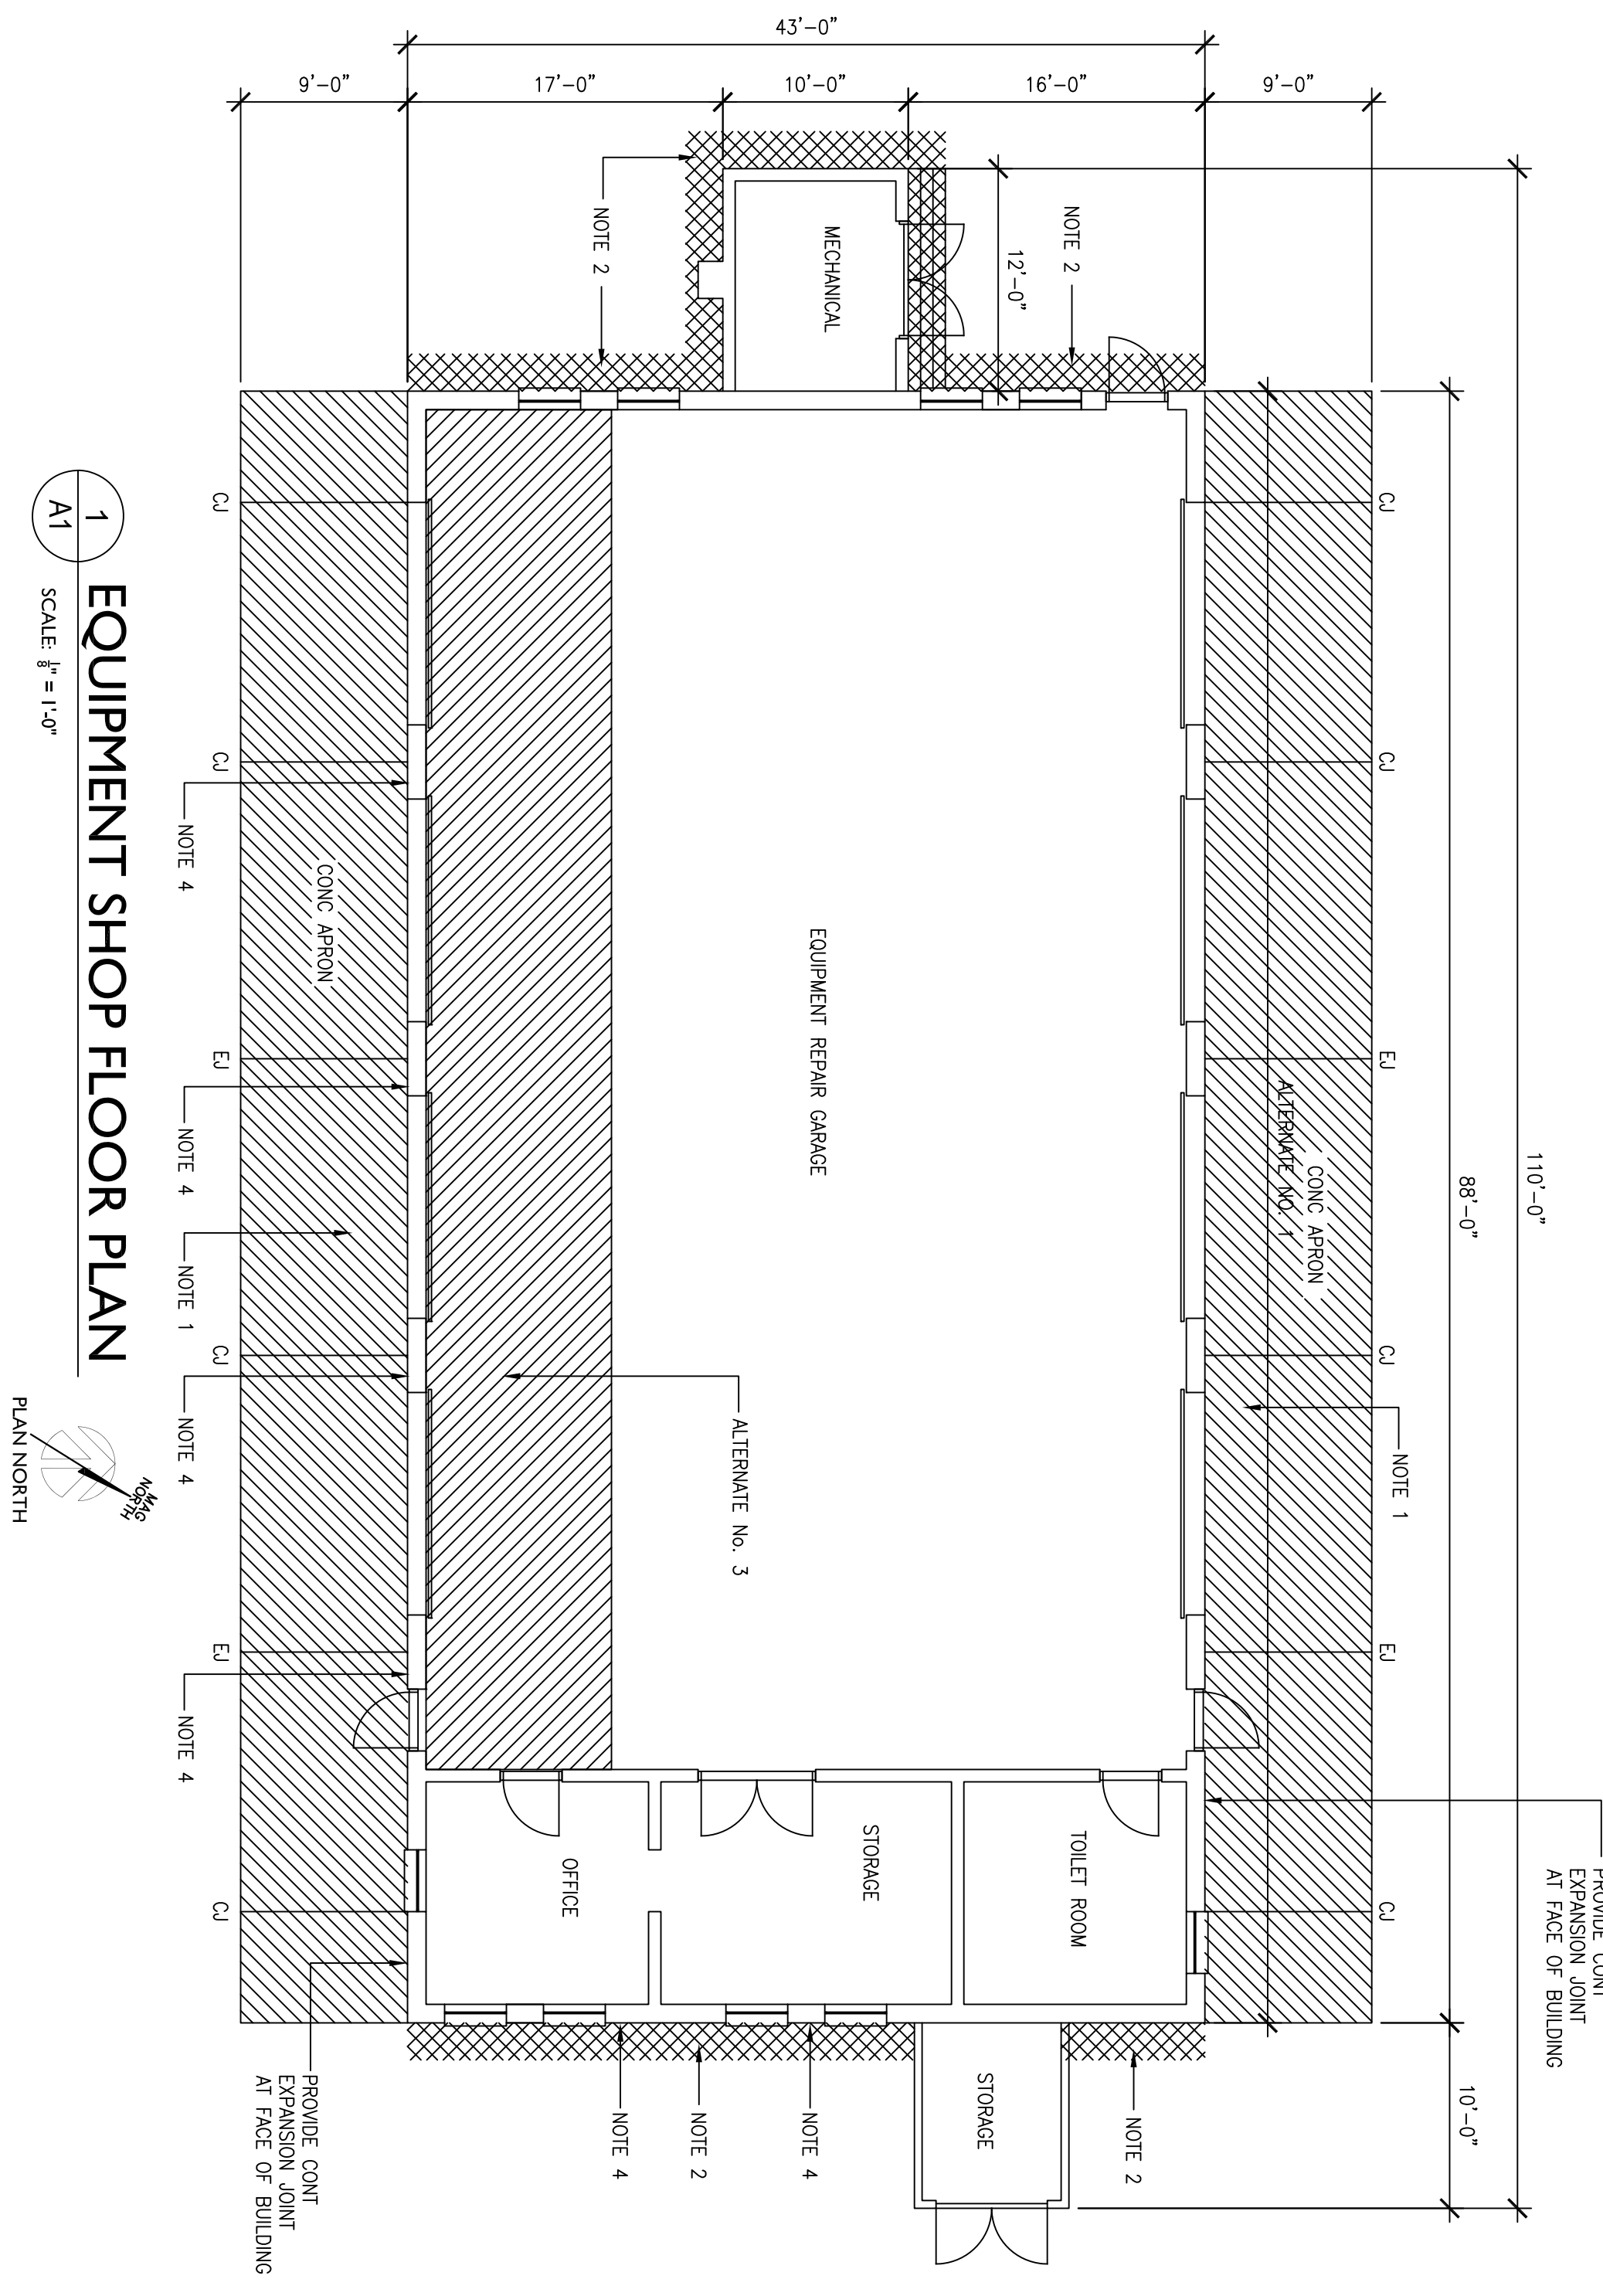 43'-0"
9'-0"
17'-0"
10'-0"
16'-0"
9'-0"
NOTE 2
NOTE 2
12'-0"
MECHANICAL
110'-0"
88'-0"
10'-0"
CJ
CJ
EJ
CJ
EJ
CJ
CONC APRON
ALTERNATE NO. 1
NOTE 1
PROVIDE CONT
EXPANSION JOINT
AT FACE OF BUILDING
EQUIPMENT REPAIR GARAGE
ALTERNATE No. 3
TOILET ROOM
STORAGE
OFFICE
STORAGE
NOTE 2
NOTE 4
NOTE 2
NOTE 4
CONC APRON
CJ
CJ
EJ
CJ
EJ
CJ
NOTE 4
NOTE 4
NOTE 1
NOTE 4
NOTE 4
PROVIDE CONT
EXPANSION JOINT
AT FACE OF BUILDING
1
A1
EQUIPMENT SHOP FLOOR PLAN
SCALE: 1/8" = 1'-0"
MAG
NORTH
PLAN NORTH